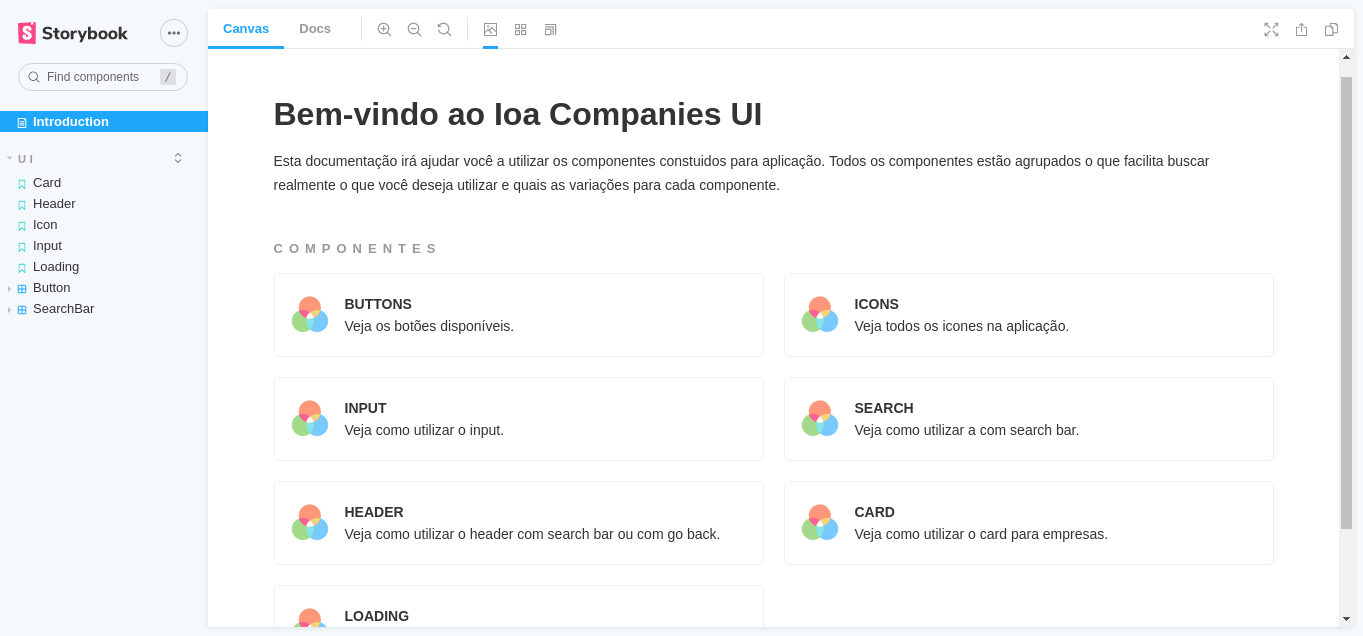 Storybook
Find components /
Introduction
UI
Card
Header
Icon
Input
Loading
Button
SearchBar
Canvas Docs
Bem-vindo ao Ioa Companies UI
Esta documentação irá ajudar você a utilizar os componentes constuidos para aplicação. Todos os componentes estão agrupados o que facilita buscar
realmente o que você deseja utilizar e quais as variações para cada componente.
COMPONENTES
BUTTONS
Veja os botões disponíveis.
ICONS
Veja todos os icones na aplicação.
INPUT
Veja como utilizar o input.
SEARCH
Veja como utilizar a com search bar.
HEADER
Veja como utilizar o header com search bar ou com go back.
CARD
Veja como utilizar o card para empresas.
LOADING